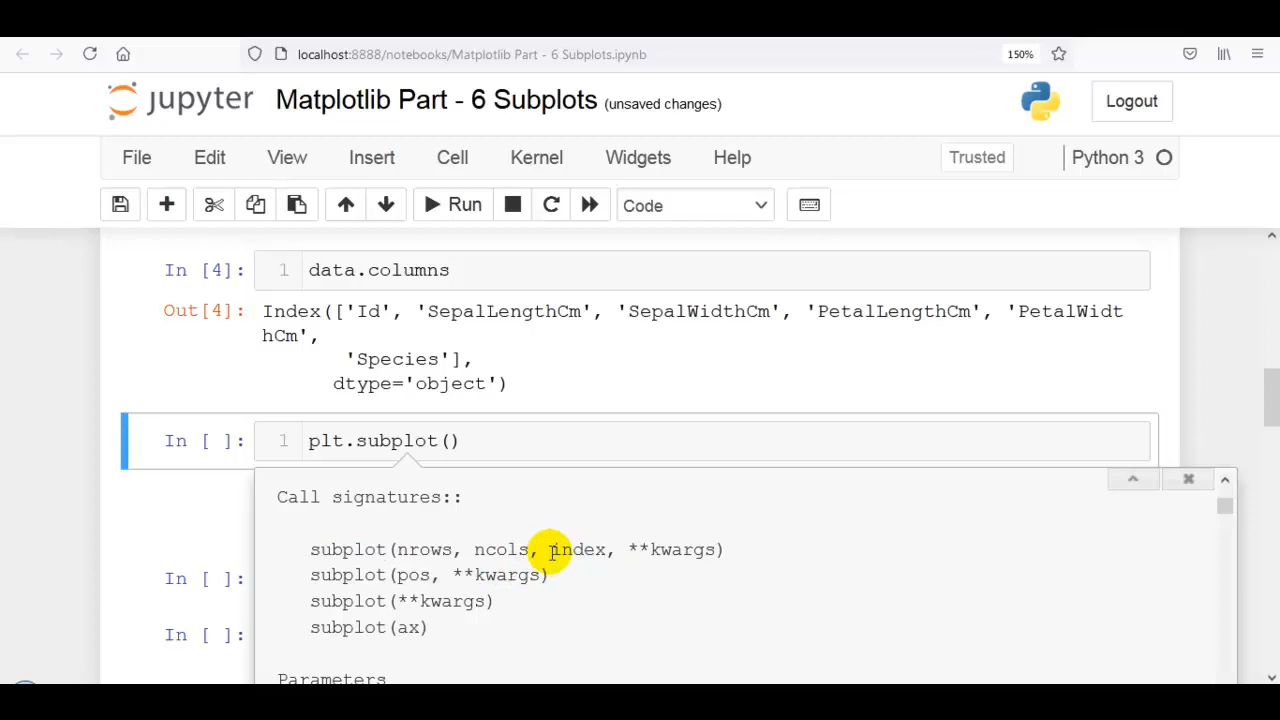 localhost:8888/notebooks/Matplotlib Part - 6 Subplots.ipynb 150%
jupyter Matplotlib Part - 6 Subplots (unsaved changes) Logout
File Edit View Insert Cell Kernel Widgets Help Trusted Python 3
Run Code
In [4]: 1 data.columns
Out[4]: Index(['Id', 'SepalLengthCm', 'SepalWidthCm', 'PetalLengthCm', 'PetalWidt
hCm',
'Species'],
dtype='object')
In [ ]: 1 plt.subplot()
Call signatures::
subplot(nrows, ncols, index, **kwargs)
subplot(pos, **kwargs)
In [ ]:
subplot(**kwargs)
subplot(ax)
In [ ]:
Parameters